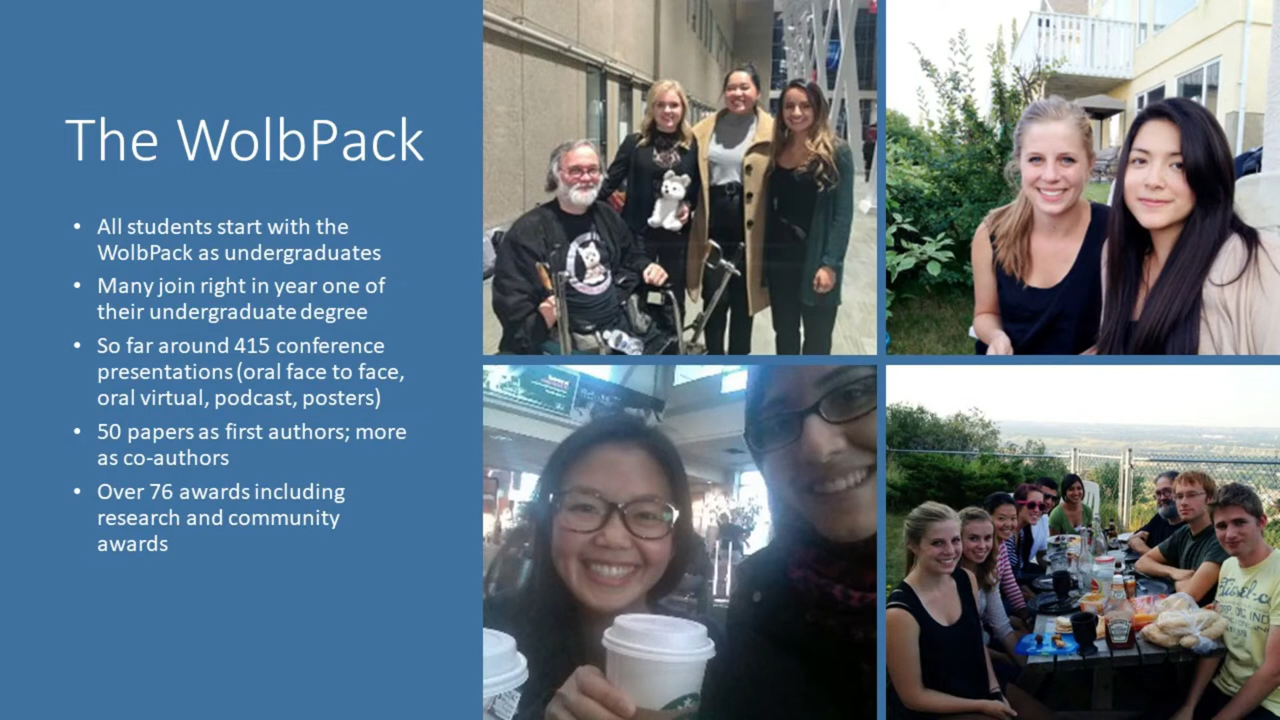 The WolbPack
• All students start with the
WolbPack as undergraduates
• Many join right in year one of
their undergraduate degree
• So far around 415 conference
presentations (oral face to face,
oral virtual, podcast, posters)
• 50 papers as first authors; more
as co-authors
• Over 76 awards including
research and community
awards